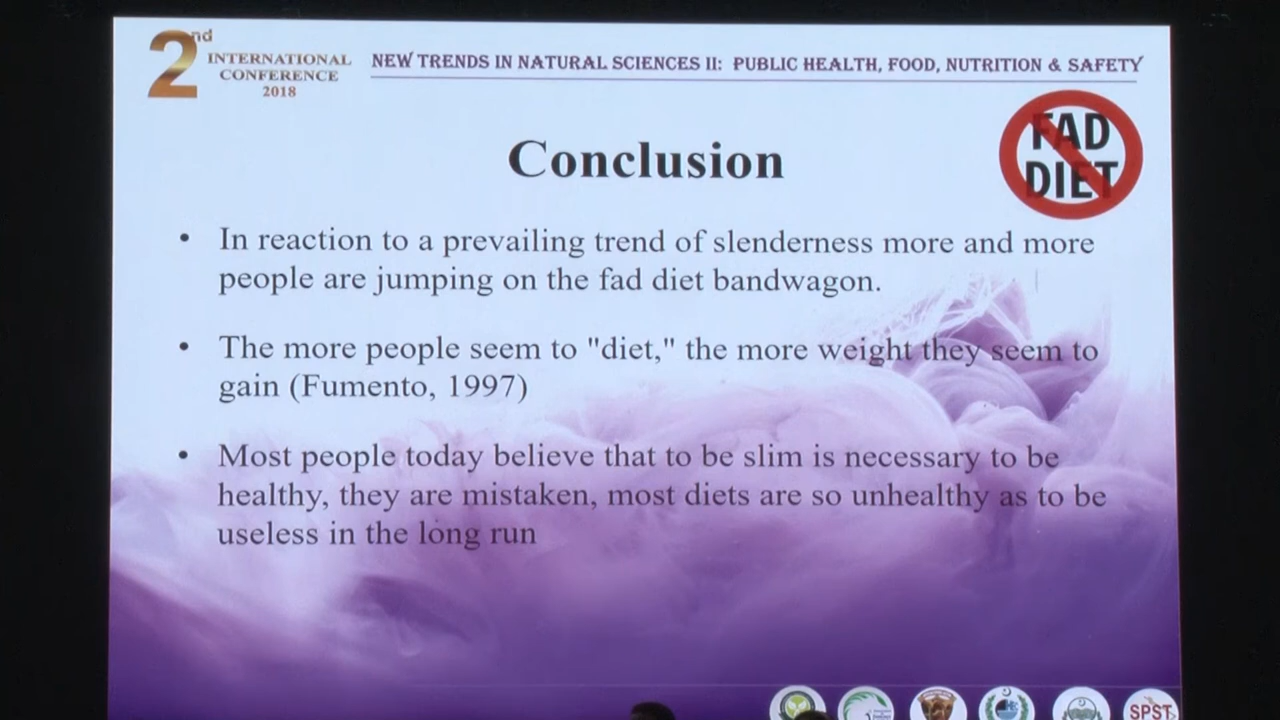 2nd
INTERNATIONAL
CONFERENCE
2018
NEW TRENDS IN NATURAL SCIENCES II: PUBLIC HEALTH, FOOD, NUTRITION & SAFETY
FAD
DIET
Conclusion
• In reaction to a prevailing trend of slenderness more and more
people are jumping on the fad diet bandwagon.
• The more people seem to "diet," the more weight they seem to
gain (Fumento, 1997)
• Most people today believe that to be slim is necessary to be
healthy, they are mistaken, most diets are so unhealthy as to be
useless in the long run
SPST